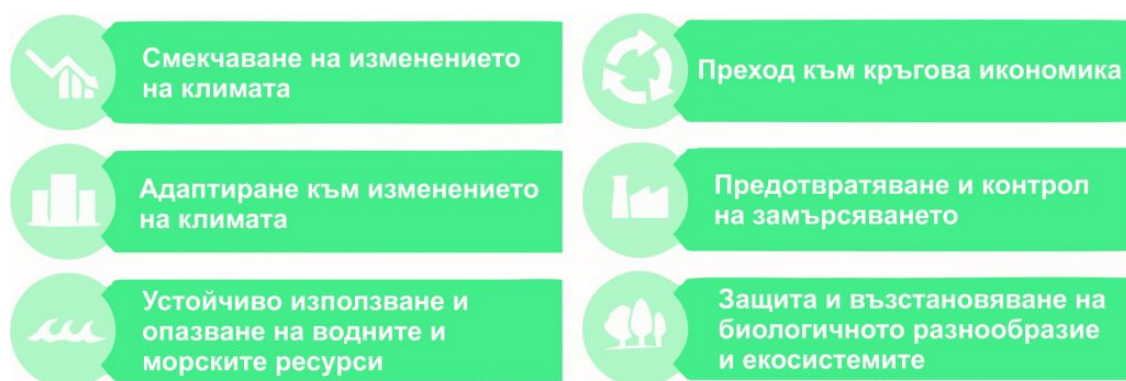 Смекчаване на изменението
на климата
Адаптиране към изменението
на климата
Устойчиво използване и
опазване на водните и
морските ресурси
Преход към кръгова икономика
Предотвратяване и контрол
на замърсяването
Защита и възстановяване на
биологичното разнообразие
и екосистемите